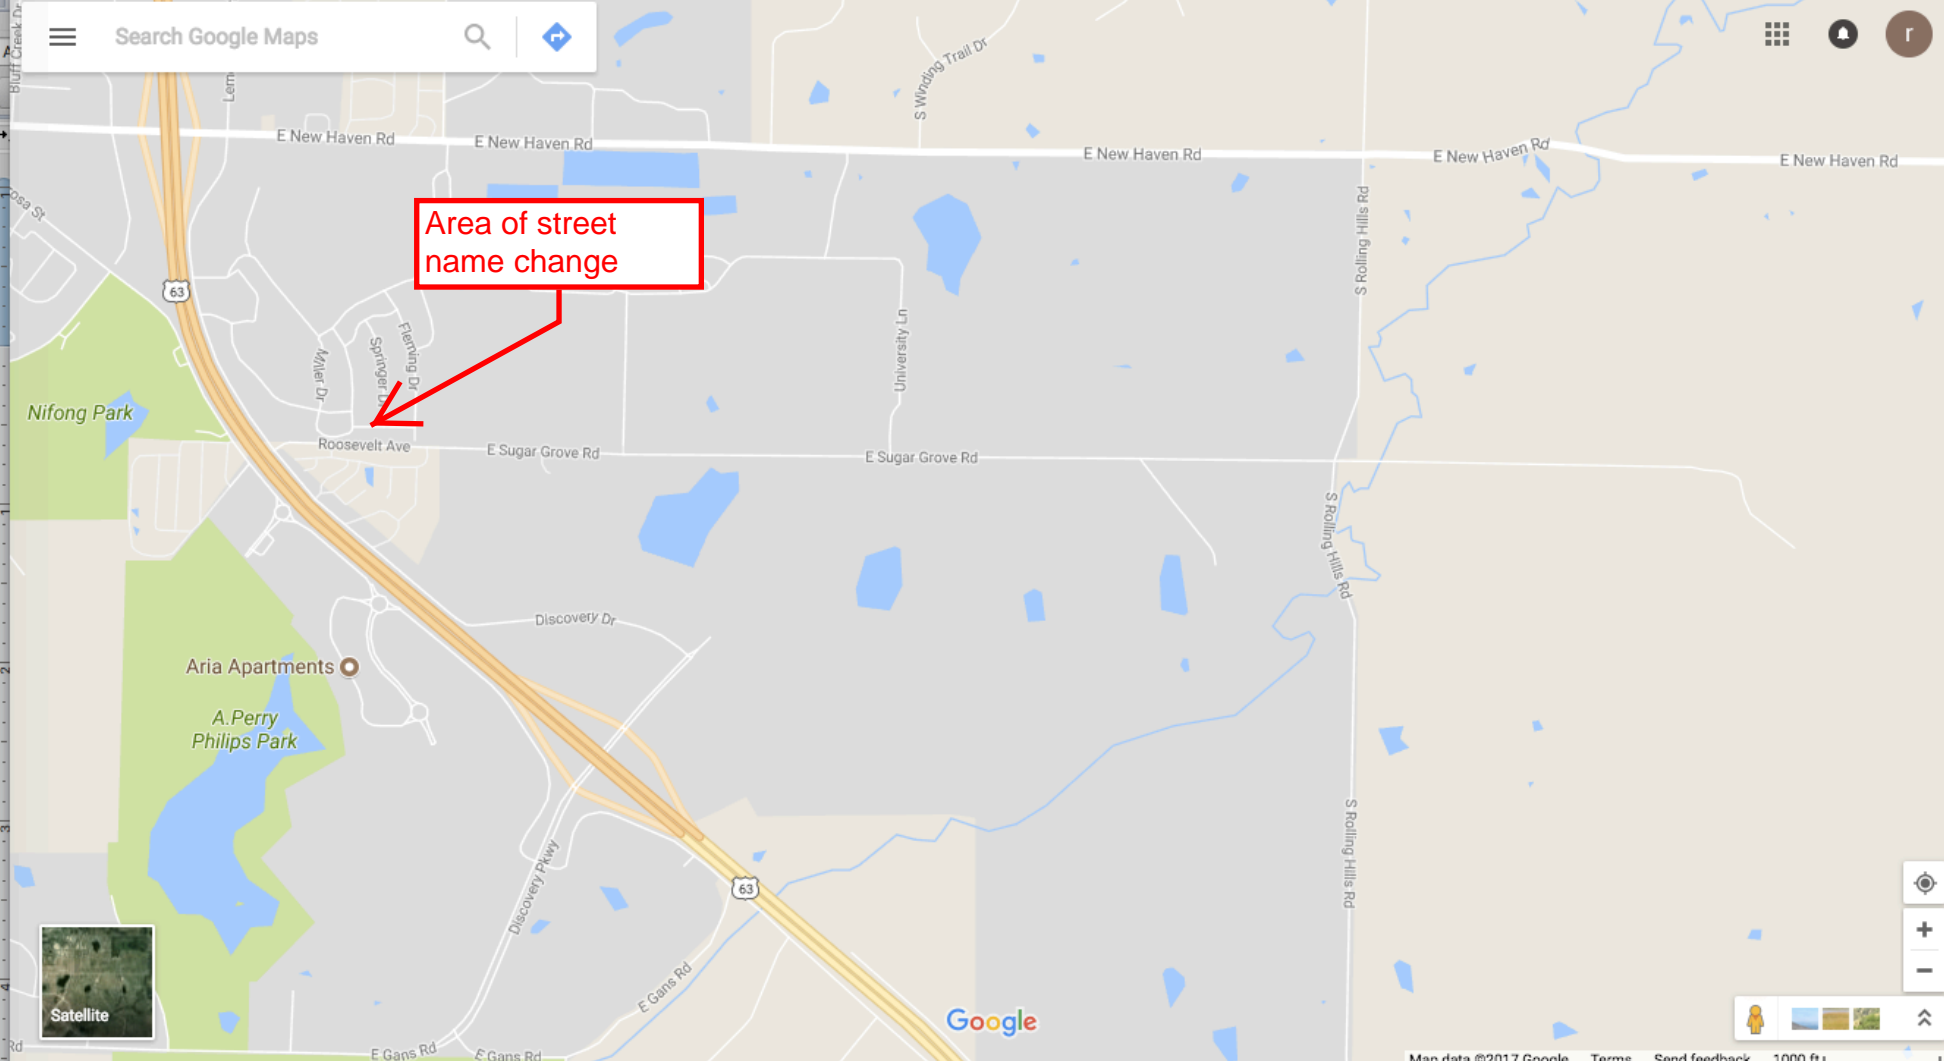 Bluff Creek Dr
Search Google Maps
r
S Winding Trail Dr
E New Haven Rd
E New Haven Rd
E New Haven Rd
E New Haven Rd
E New Haven Rd
S Rolling Hills Rd
Area of street
name change
63
University Ln
Fleming Dr
Springer
Miller Dr
Nifong Park
Roosevelt Ave
E Sugar Grove Rd
E Sugar Grove Rd
S Rolling Hills Rd
Discovery Dr
Aria Apartments
A.Perry
Philips Park
S Rolling Hills Rd
Discovery Pkwy
63
E Gans Rd
Satellite
Google
Rd
E Gans Rd
E Gans Rd
Map data ©2017 Google Terms Send feedback 1000 ft